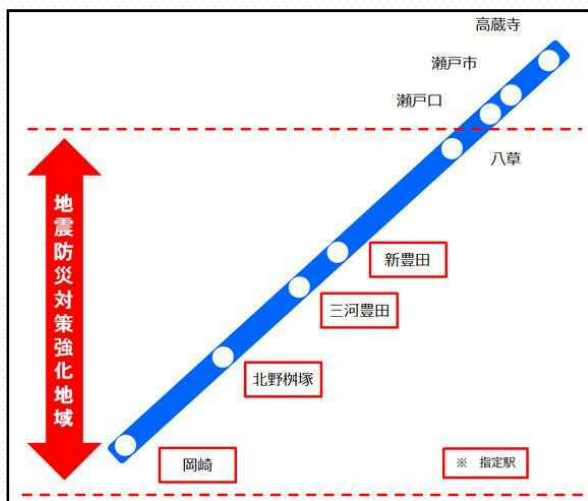 高蔵寺
瀬戸市
瀬戸口
八草
新豊田
三河豊田
北野桝塚
岡崎
地震防災対策強化地域
※ 指定駅